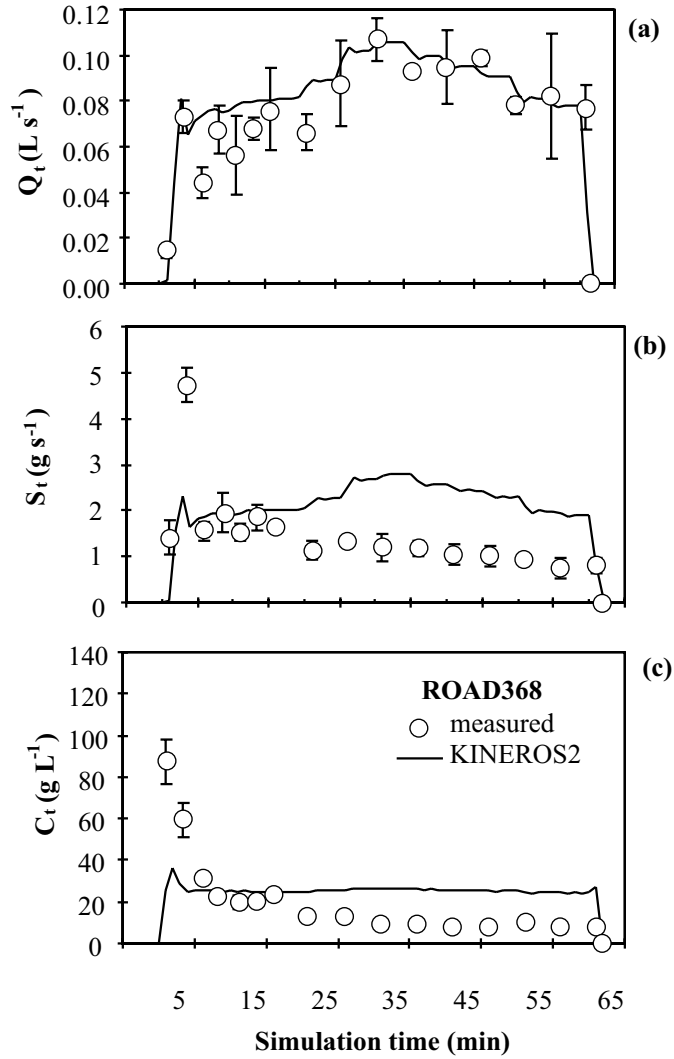 (a)
0.12
0.10
0.08
0.06
0.04
0.02
0.00
Qt (L s-1)
(b)
6
5
4
3
2
1
0
St (g s-1)
(c)
140
120
100
80
60
40
20
0
Ct (g L-1)
ROAD368
measured
KINEROS2
5 15 25 35 45 55 65
Simulation time (min)